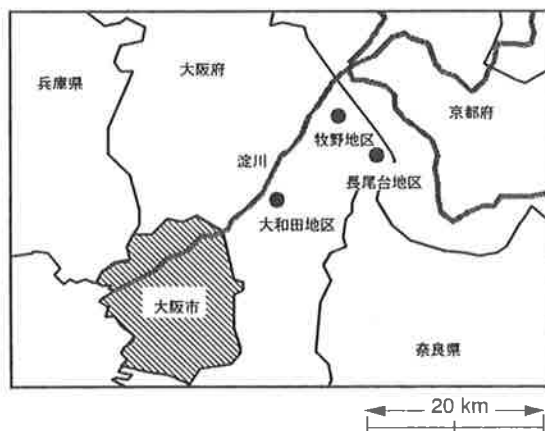 大阪府
兵庫県
京都府
牧野地区
淀川
長尾台地区
大和田地区
大阪市
奈良県
20 km